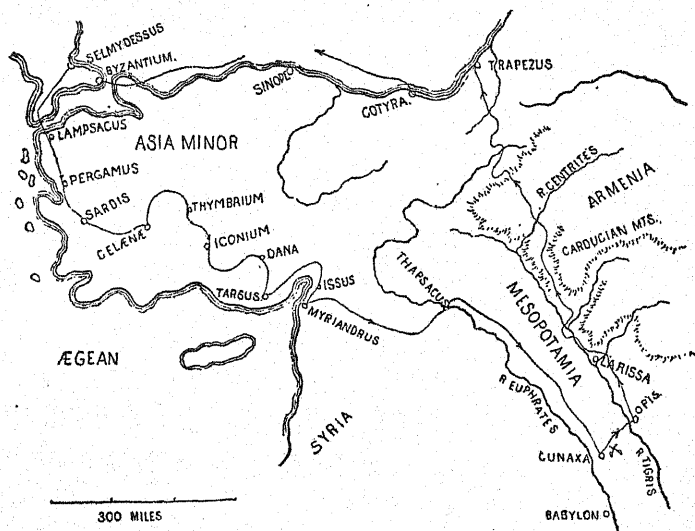 SELMYDESSUS
BYZANTIUM.
SINOPE
COTYRA.
TRAPEZUS
LAMPSACUS
ASIA MINOR
PERGAMUS
SARDIS
CELÆNÆ
THYMBRIUM
ICONIUM
DANA
TARSUS
ISSUS
MYRIANDRUS
THAPSACUS
R. CENTRITES
ARMENIA
CARDUCIAN MTS.
MESOPOTAMIA
LARISSA
OPIS.
R. EUPHRATES
R. TIGRIS
CUNAXA
BABYLON
ÆGEAN
SYRIA
300 MILES